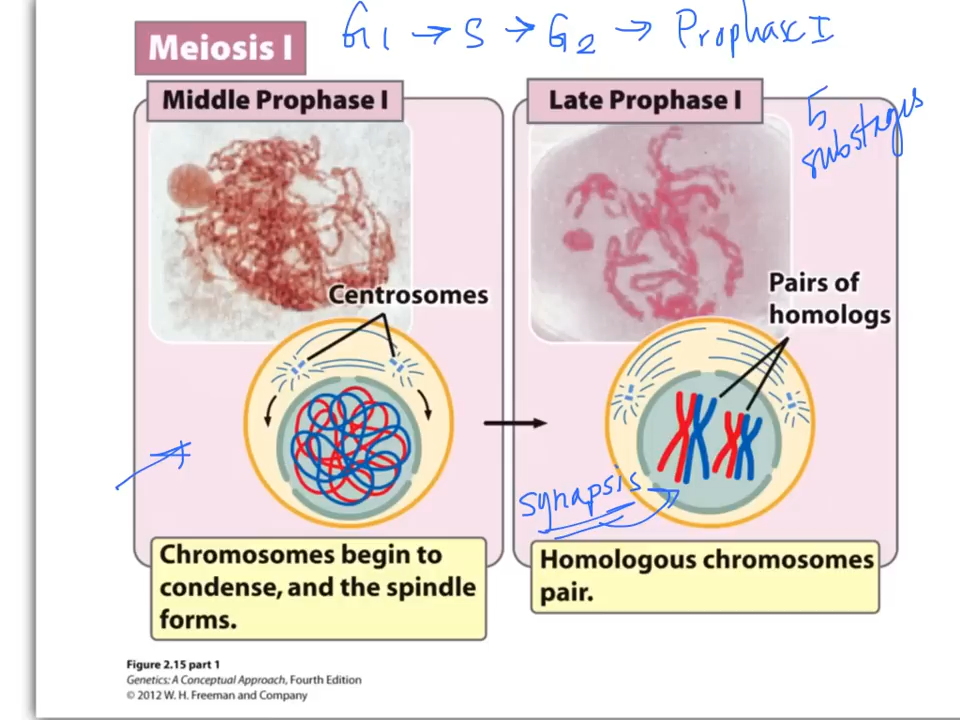 G1 → S → G2 → Prophase I
Meiosis I
Middle Prophase I
Late Prophase I
5
substages
Centrosomes
Pairs of
homologs
synapsis
Chromosomes begin to
condense, and the spindle
forms.
Homologous chromosomes
pair.
Figure 2.15 part 1
Genetics: A Conceptual Approach, Fourth Edition
© 2012 W. H. Freeman and Company